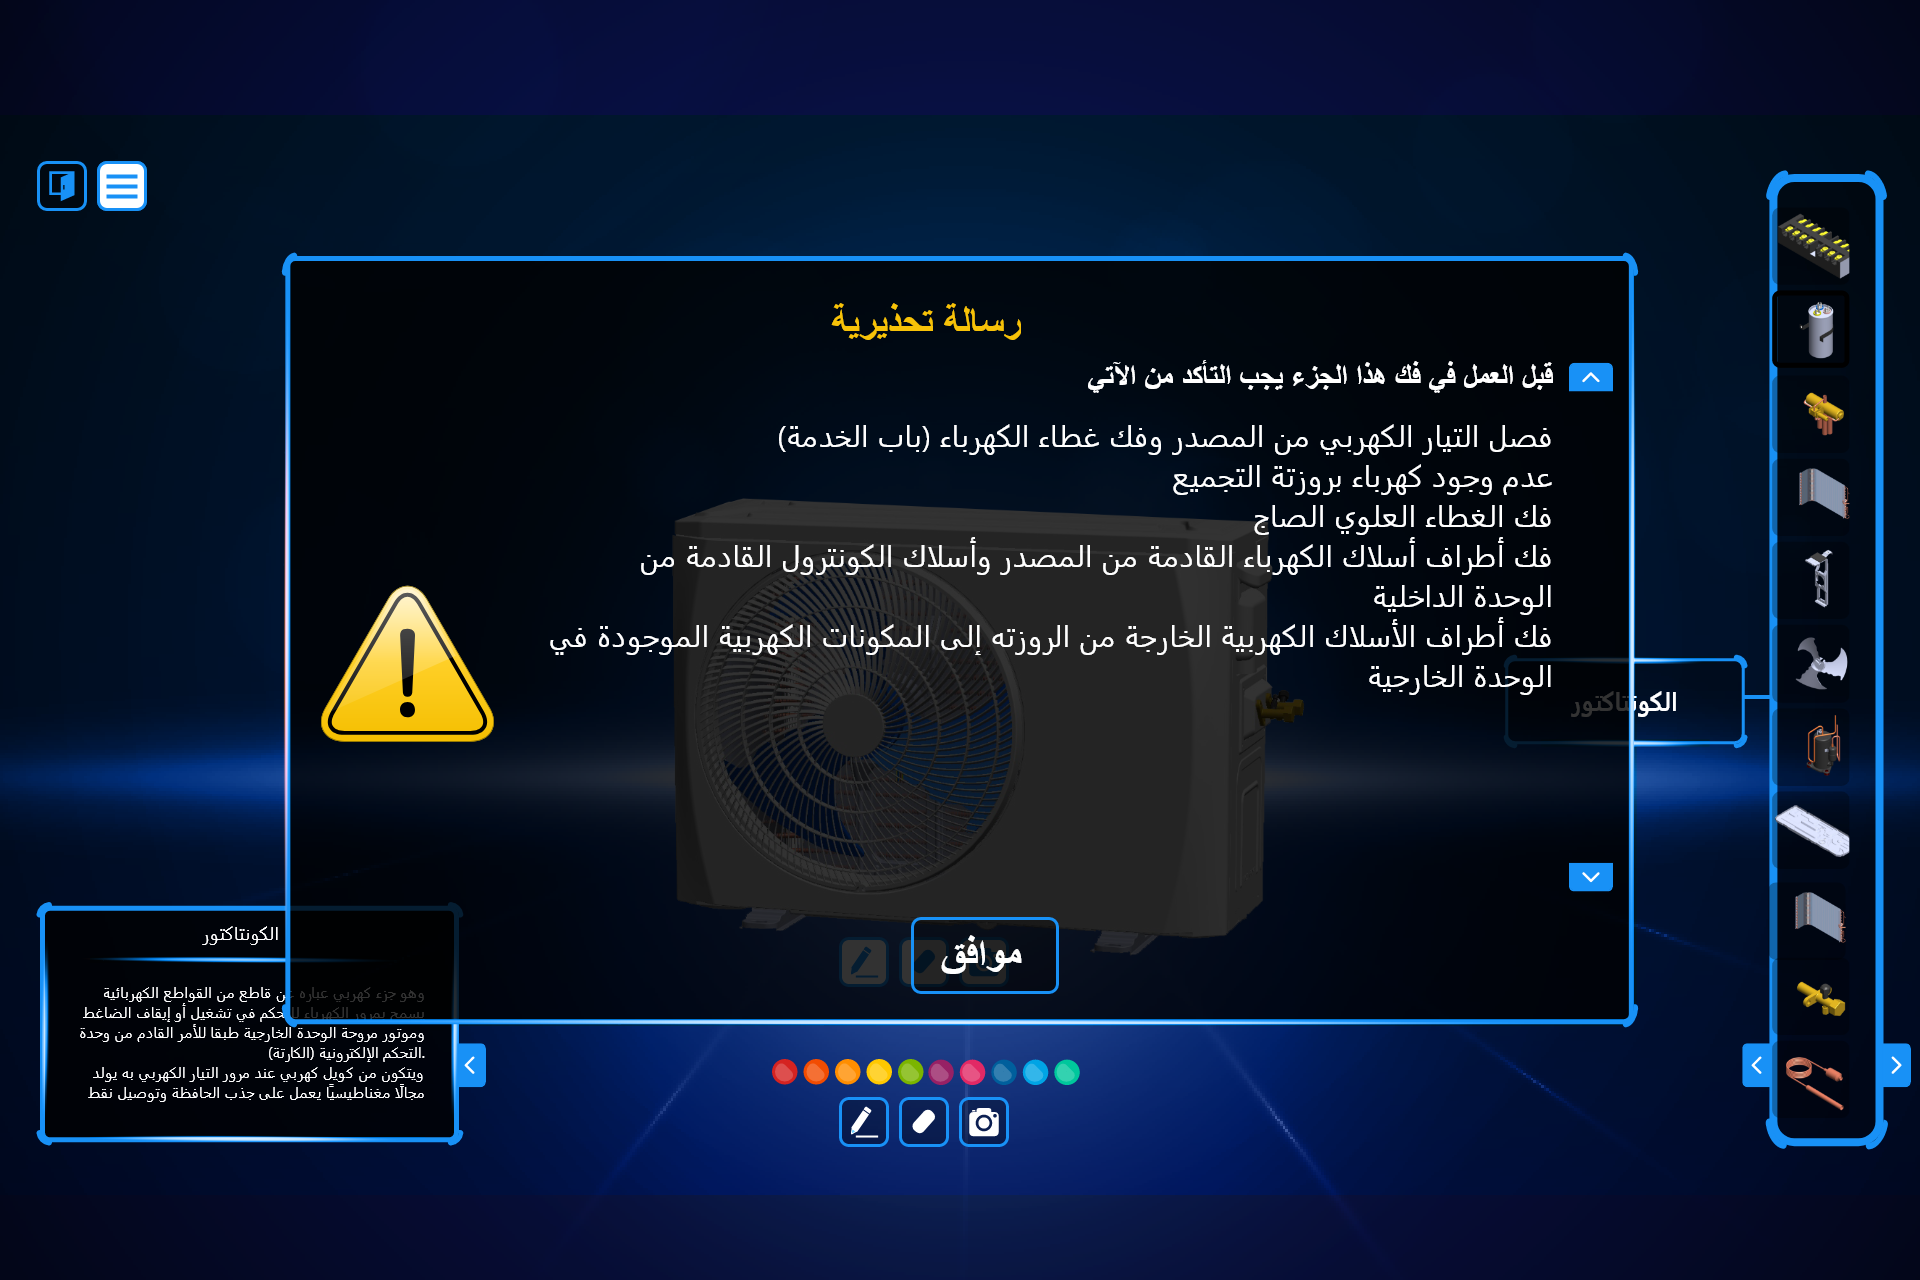 رسالة تحذيرية
قبل العمل في فك هذا الجزء يجب التأكد من الآتي
فصل التيار الكهربي من المصدر وفك غطاء الكهرباء (باب الخدمة)
عدم وجود كهرباء بروزتة التجميع
فك الغطاء العلوي الصاج
فك أطراف أسلاك الكهرباء القادمة من المصدر وأسلاك الكونترول القادمة من
الوحدة الداخلية
فك أطراف الأسلاك الكهربية الخارجة من الروزته إلى المكونات الكهربية الموجودة في
الوحدة الخارجية
موافق
الكونتاكتور
الكونتاكتور
وهو جزء كهربي عباره عن قاطع من القواطع الكهربائية
يسمح بمرور الكهرباء للتحكم في تشغيل أو إيقاف الضاغط
وموتور مروحة الوحدة الخارجية طبقا للأمر القادم من وحدة
التحكم الإلكترونية (الكارتة).
ويتكون من كويل كهربي عند مرور التيار الكهربي به يولد
مجالًا مغناطيسيًا يعمل على جذب الحافظة وتوصيل نقط